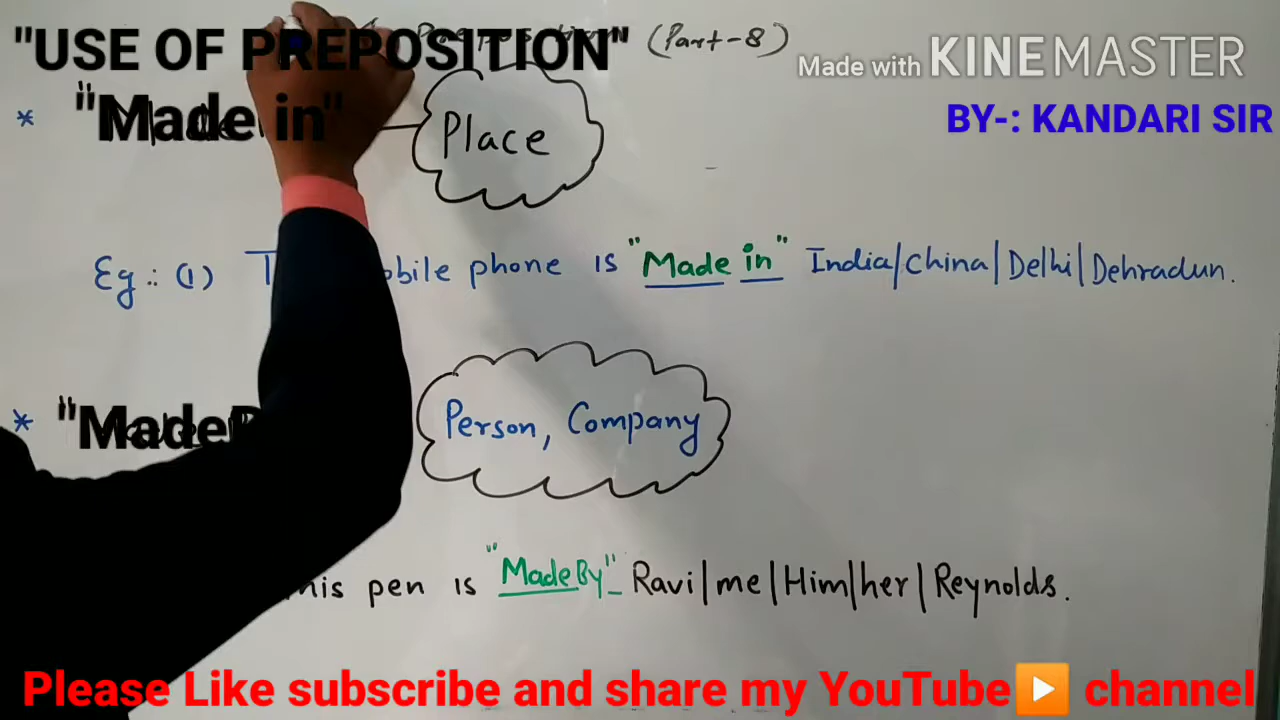 "USE OF PREPOSITION" (Part-8)
Made with KINEMASTER
* "Made in" Place
BY-: KANDARI SIR
Eg:: (1) mobile phone is "Made in" India/China/Delhi/Dehradun.
* "Made Person, Company
This pen is "Made By" Ravi/me/Him/her/Reynolds.
Please Like subscribe and share my YouTube ▶️ channel